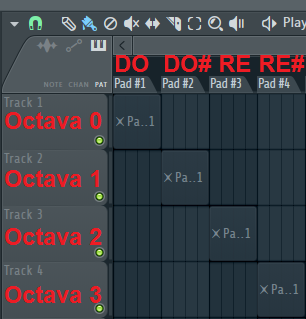 Play
DO DO# RE RE#
NOTE CHAN PAT
Pad #1 Pad #2 Pad #3 Pad #4
Track 1
Octava 0
Pa..1
Track 2
Octava 1
Pa..1
Track 3
Octava 2
Pa..1
Track 4
Octava 3
Pa..1